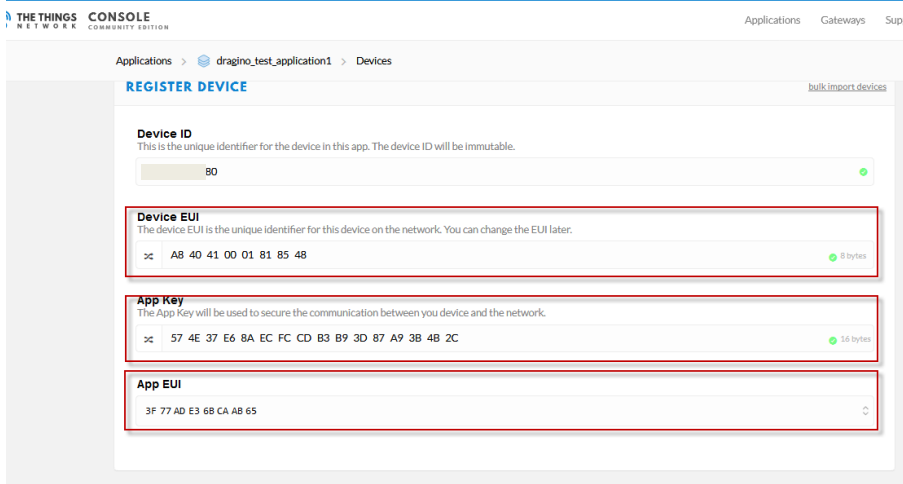 THE THINGS NETWORK CONSOLE
COMMUNITY EDITION
Applications Gateways Sup
Applications > dragino_test_application1 > Devices
REGISTER DEVICE bulk import devices
Device ID
This is the unique identifier for the device in this app. The device ID will be immutable.
80
Device EUI
The device EUI is the unique identifier for this device on the network. You can change the EUI later.
A8 40 41 00 01 81 85 48 8 bytes
App Key
The App Key will be used to secure the communication between you device and the network.
57 4E 37 E6 8A EC FC CD B3 B9 3D 87 A9 3B 4B 2C 16 bytes
App EUI
3F 77 AD E3 6B CA AB 65